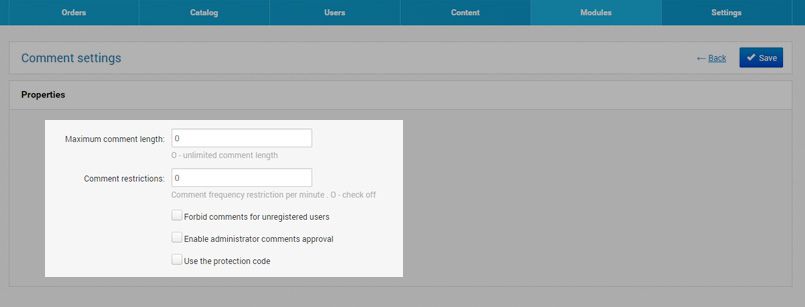 Orders Catalog Users Content Modules Settings
Comment settings ← Back ✔ Save
Properties
Maximum comment length: 0
O - unlimited comment length
Comment restrictions: 0
Comment frequency restriction per minute . O - check off
Forbid comments for unregistered users
Enable administrator comments approval
Use the protection code